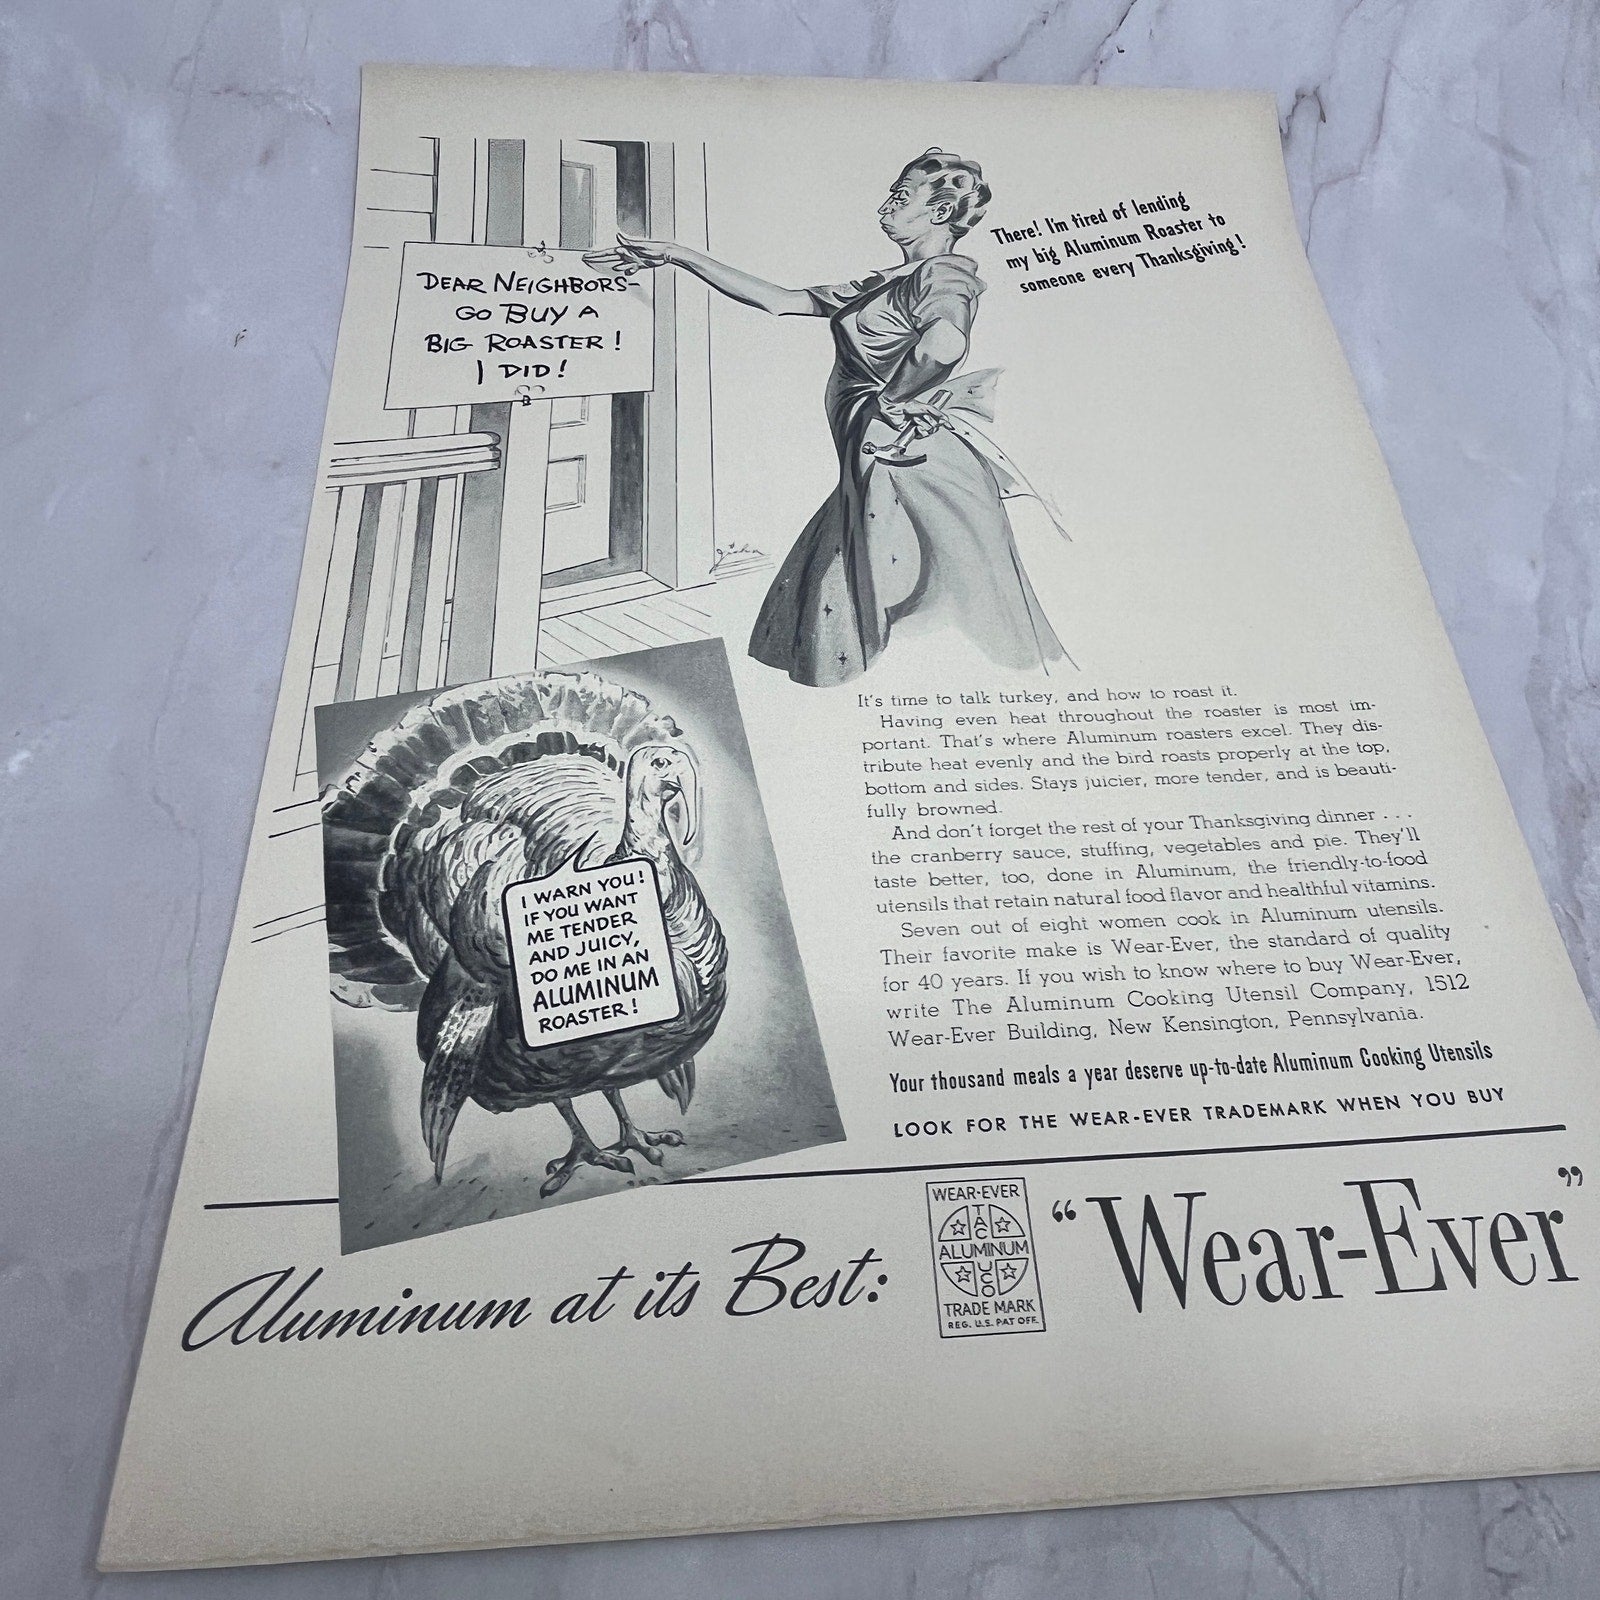 There! I'm tired of lending
my big Aluminum Roaster to
someone every Thanksgiving!
DEAR NEIGHBORS-
GO BUY A
BIG ROASTER!
I DID!
I WARN YOU!
IF YOU WANT
ME TENDER
AND JUICY,
DO ME IN AN
ALUMINUM
ROASTER!
It's time to talk turkey, and how to roast it.
Having even heat throughout the roaster is most im-
portant. That's where Aluminum roasters excel. They dis-
tribute heat evenly and the bird roasts properly at the top,
bottom and sides. Stays juicier, more tender, and is beauti-
fully browned.
And don't forget the rest of your Thanksgiving dinner . . .
the cranberry sauce, stuffing, vegetables and pie. They'll
taste better, too, done in Aluminum, the friendly-to-food
utensils that retain natural food flavor and healthful vitamins.
Seven out of eight women cook in Aluminum utensils.
Their favorite make is Wear-Ever, the standard of quality
for 40 years. If you wish to know where to buy Wear-Ever,
write The Aluminum Cooking Utensil Company, 1512
Wear-Ever Building, New Kensington, Pennsylvania.
Your thousand meals a year deserve up-to-date Aluminum Cooking Utensils
LOOK FOR THE WEAR-EVER TRADEMARK WHEN YOU BUY
Aluminum at its Best:
WEAR-EVER
TAC
ALUMINUM
UCO
TRADE MARK
REG. U.S. PAT OFF.
"Wear-Ever"